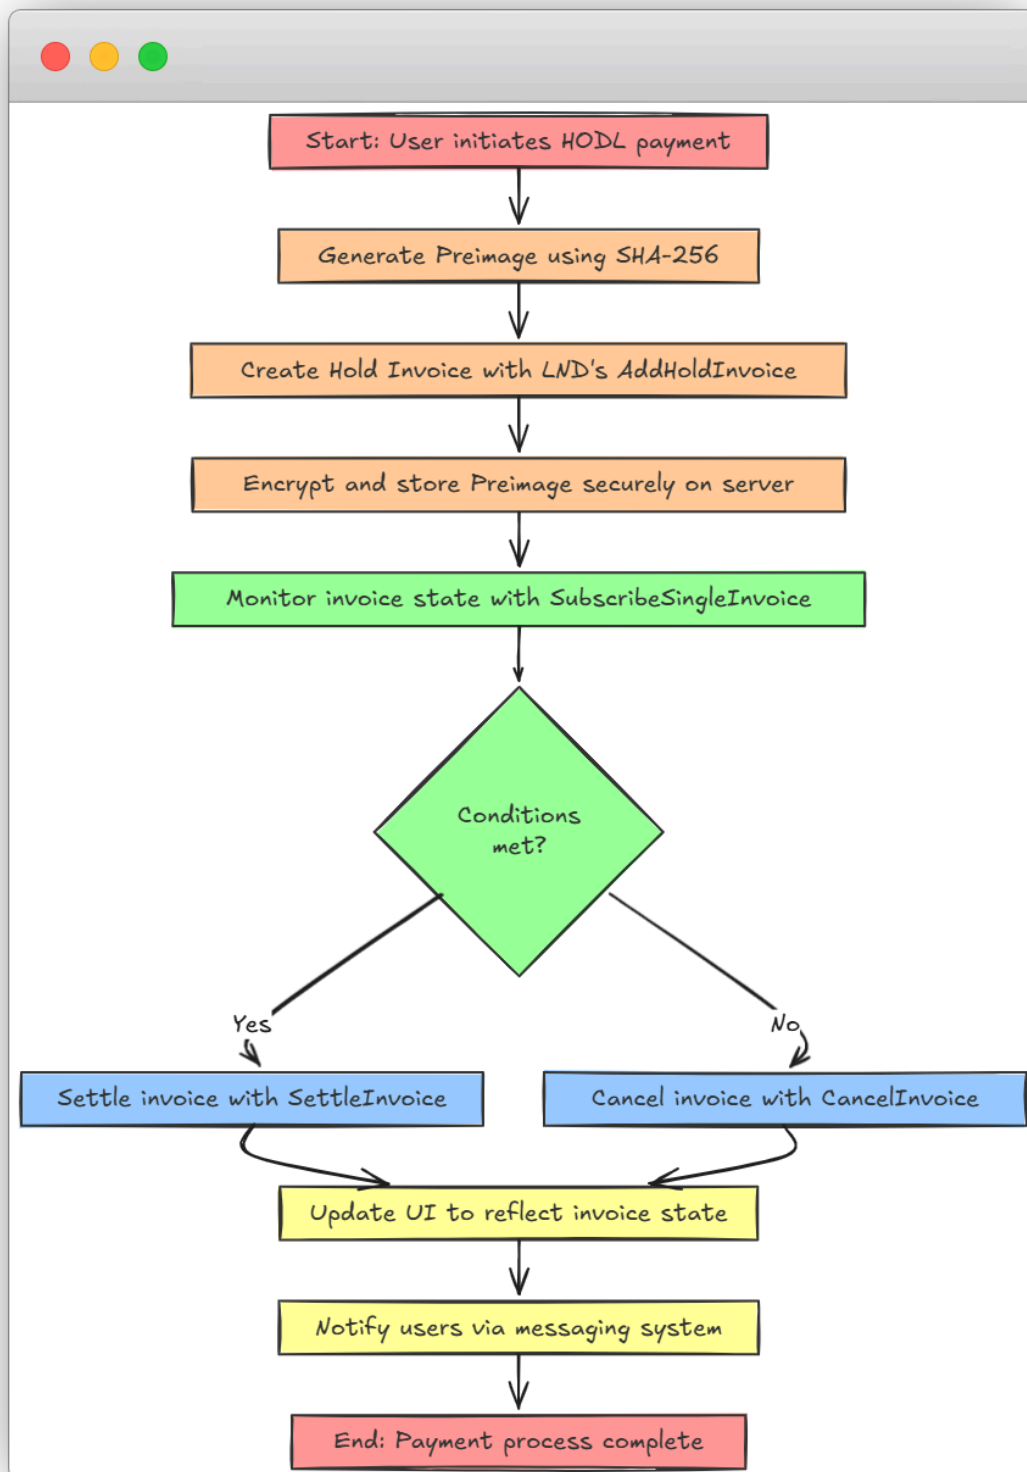 Start: User initiates HODL payment
Generate Preimage using SHA-256
Create Hold Invoice with LND's AddHoldInvoice
Encrypt and store Preimage securely on server
Monitor invoice state with SubscribeSingleInvoice
Conditions
met?
Yes
No
Settle invoice with SettleInvoice
Cancel invoice with CancelInvoice
Update UI to reflect invoice state
Notify users via messaging system
End: Payment process complete